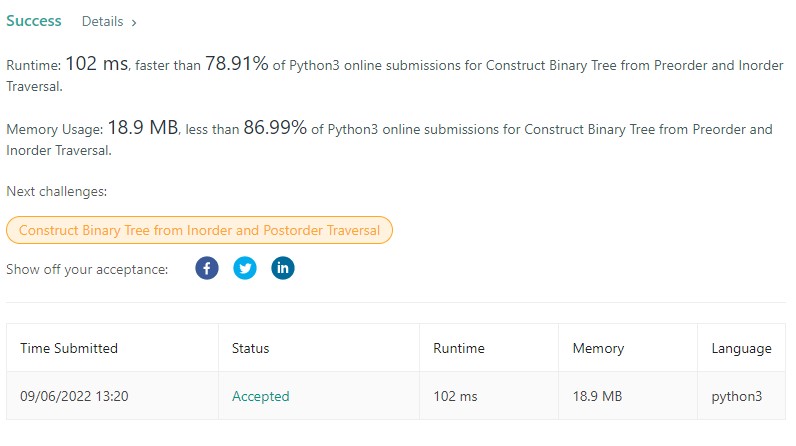 Success Details >
Runtime: 102 ms, faster than 78.91% of Python3 online submissions for Construct Binary Tree from Preorder and Inorder
Traversal.
Memory Usage: 18.9 MB, less than 86.99% of Python3 online submissions for Construct Binary Tree from Preorder and
Inorder Traversal.
Next challenges:
Construct Binary Tree from Inorder and Postorder Traversal
Show off your acceptance: f in
Time Submitted Status Runtime Memory Language
09/06/2022 13:20 Accepted 102 ms 18.9 MB python3